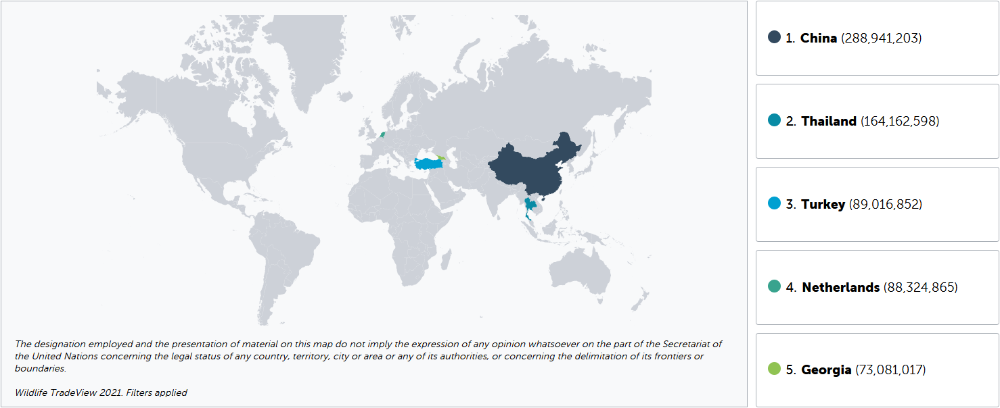 1. China (288,941,203)
2. Thailand (164,162,598)
3. Turkey (89,016,852)
4. Netherlands (88,324,865)
5. Georgia (73,081,017)
The designation employed and the presentation of material on this map do not imply the expression of any opinion whatsoever on the part of the Secretariat of
the United Nations concerning the legal status of any country, territory, city or area or any of its authorities, or concerning the delimitation of its frontiers or
boundaries.
Wildlife TradeView 2021. Filters applied